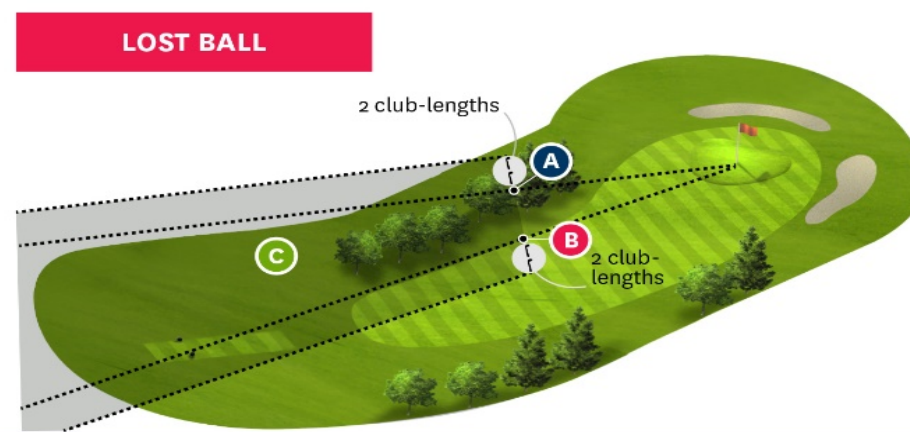 LOST BALL
2 club-lengths
A
B
C
2 club-
lengths